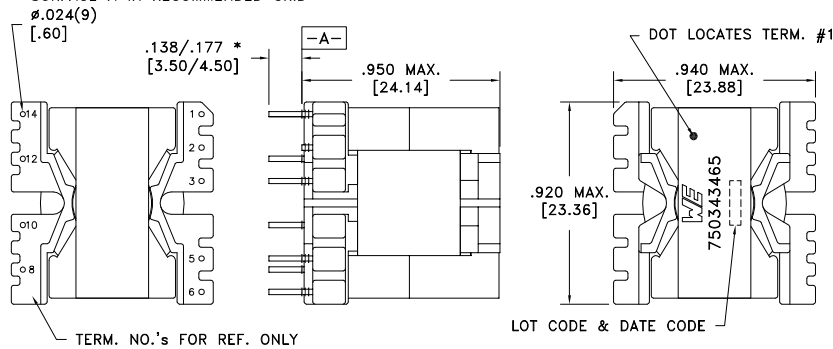 ø.024(9)
[.60]
.138/.177 *
[3.50/4.50]
-A-
.950 MAX.
[24.14]
DOT LOCATES TERM. #1
.940 MAX.
[23.88]
14
12
10
8
1
2
3
5
6
.920 MAX.
[23.36]
WE
750343465
TERM. NO.'s FOR REF. ONLY
LOT CODE & DATE CODE